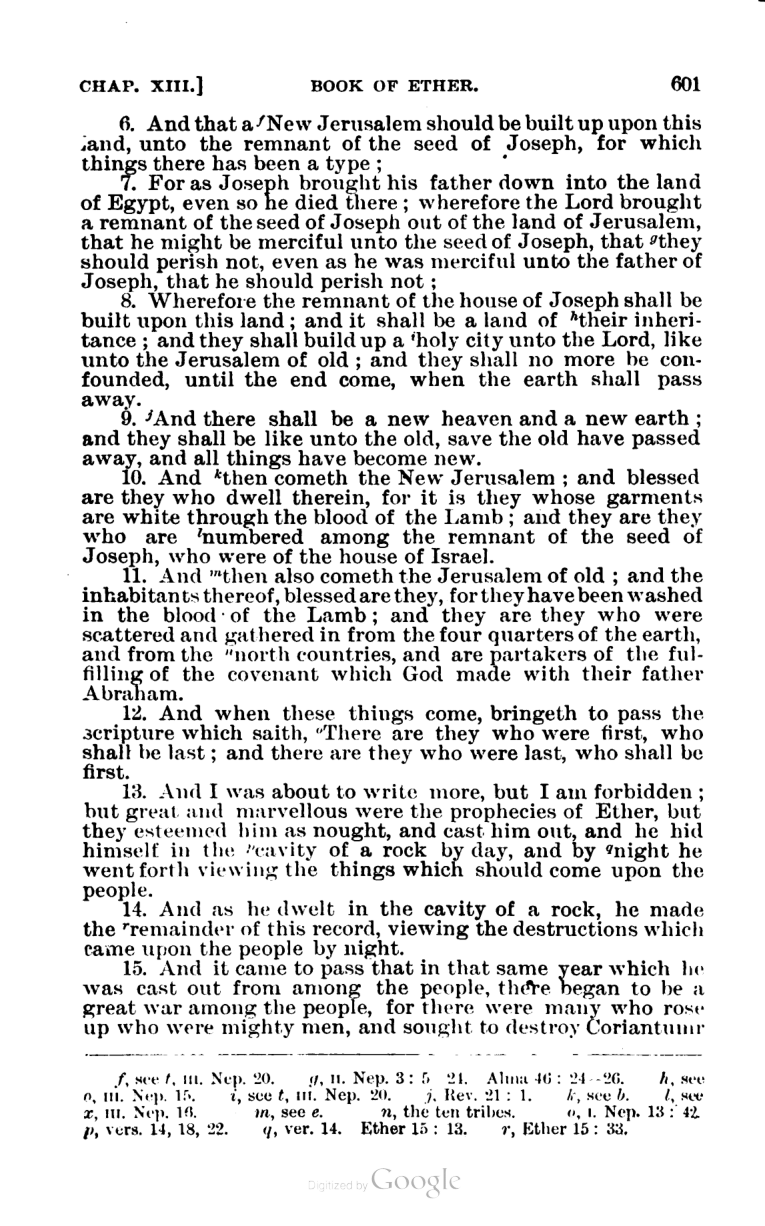 CHAP. XIII.] BOOK OF ETHER. 601
6. And that a fNew Jerusalem should be built up upon this
land, unto the remnant of the seed of Joseph, for which
things there has been a type;
7. For as Joseph brought his father down into the land
of Egypt, even so he died there; wherefore the Lord brought
a remnant of the seed of Joseph out of the land of Jerusalem,
that he might be merciful unto the seed of Joseph, that gthey
should perish not, even as he was merciful unto the father of
Joseph, that he should perish not;
8. Wherefore the remnant of the house of Joseph shall be
built upon this land; and it shall be a land of htheir inheri-
tance; and they shall build up a iholy city unto the Lord, like
unto the Jerusalem of old; and they shall no more be con-
founded, until the end come, when the earth shall pass
away.
9. jAnd there shall be a new heaven and a new earth;
and they shall be like unto the old, save the old have passed
away, and all things have become new.
10. And kthen cometh the New Jerusalem; and blessed
are they who dwell therein, for it is they whose garments
are white through the blood of the Lamb; and they are they
who are lnumbered among the remnant of the seed of
Joseph, who were of the house of Israel.
11. And mthen also cometh the Jerusalem of old; and the
inhabitants thereof, blessed are they, for they have been washed
in the blood of the Lamb; and they are they who were
scattered and gathered in from the four quarters of the earth,
and from the nnorth countries, and are partakers of the ful-
filling of the covenant which God made with their father
Abraham.
12. And when these things come, bringeth to pass the
scripture which saith, oThere are they who were first, who
shall be last; and there are they who were last, who shall be
first.
13. And I was about to write more, but I am forbidden;
but great and marvellous were the prophecies of Ether, but
they esteemed him as nought, and cast him out, and he hid
himself in the pcavity of a rock by day, and by qnight he
went forth viewing the things which should come upon the
people.
14. And as he dwelt in the cavity of a rock, he made
the rremainder of this record, viewing the destructions which
came upon the people by night.
15. And it came to pass that in that same year which he
was cast out from among the people, there began to be a
great war among the people, for there were many who rose
up who were mighty men, and sought to destroy Coriantumr
f, see t, III. Nep. 20. g, II. Nep. 3: 5 21. Alma 46: 24--26. h, see
o, III. Nep. 15. i, see t, III. Nep. 20. j, Rev. 21: 1. k, see b. l, see
x, III. Nep. 16. m, see e. n, the ten tribes. o, I. Nep. 13: 42
p, vers. 14, 18, 22. q, ver. 14. Ether 15: 13. r, Ether 15: 33.
Digitized by Google